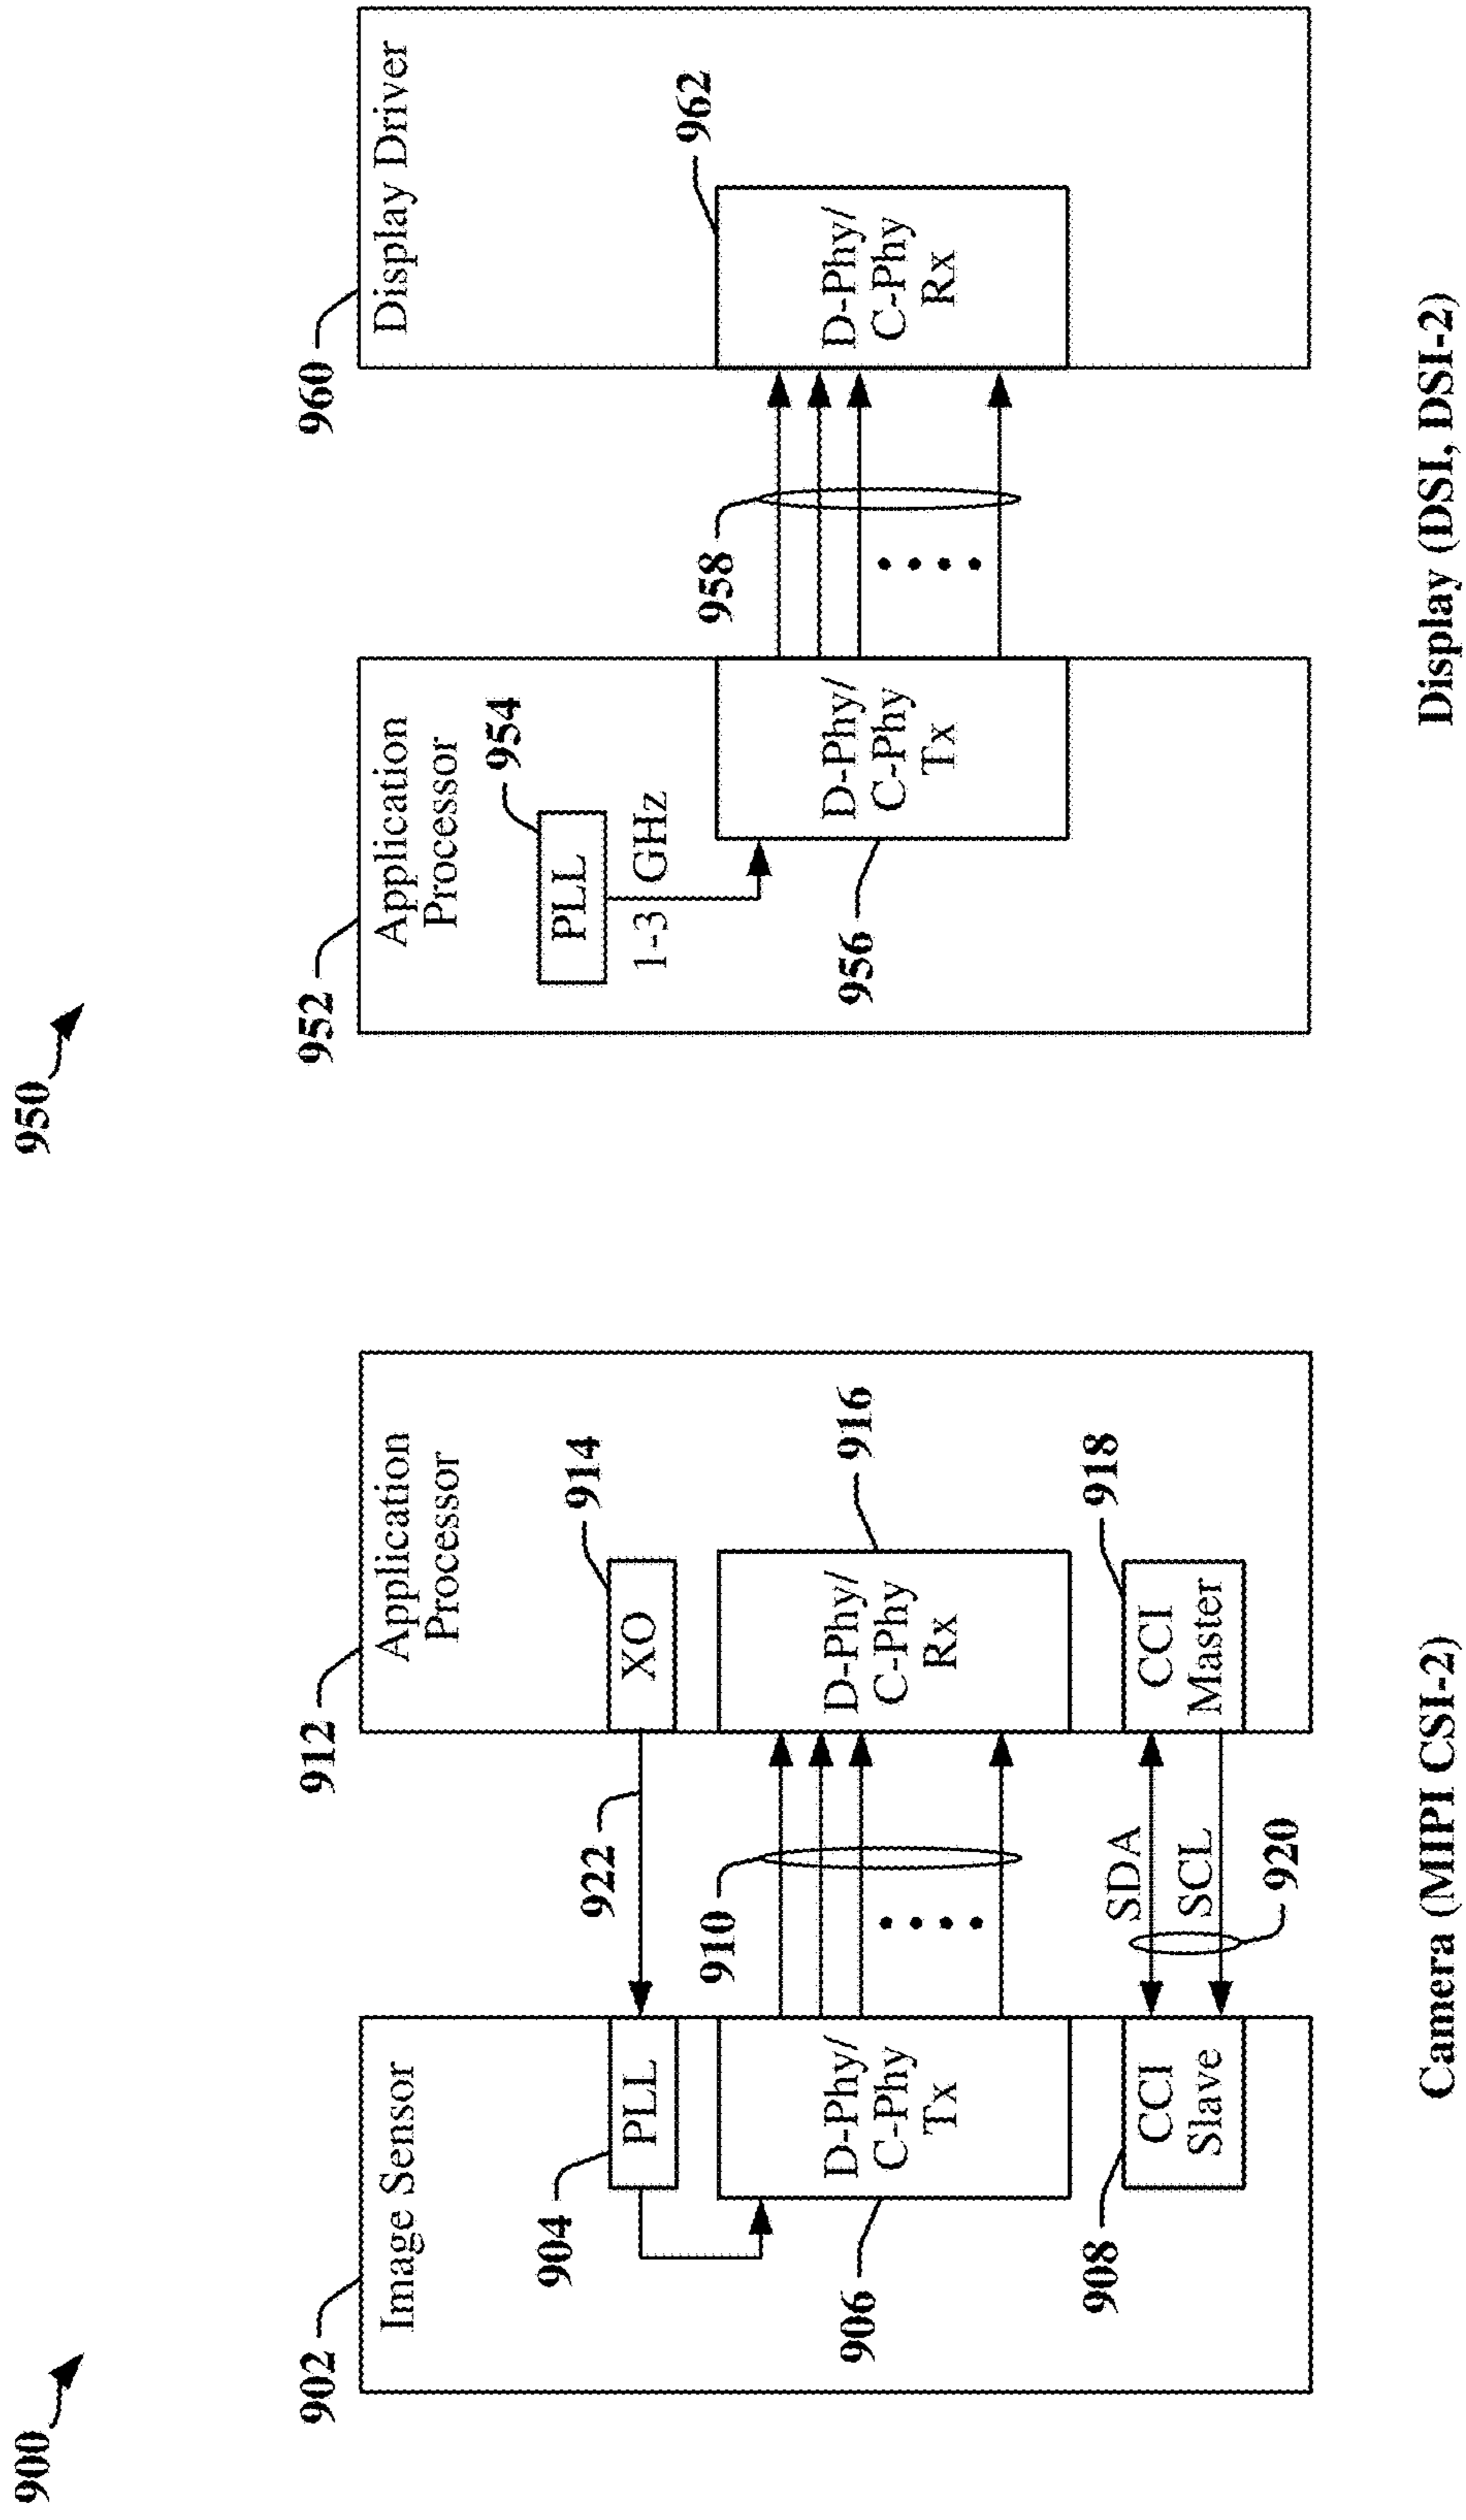 900
902
Image Sensor
904
PLL
906
D-Phy/
C-Phy
Tx
908
CCI
Slave
922
910
SDA
SCL
920
912
Application
Processor
914
XO
916
D-Phy/
C-Phy
Rx
918
CCI
Master
Camera (MIPI CSI-2)
950
952
Application
Processor
954
PLL
1-3 GHz
956
D-Phy/
C-Phy
Tx
958
960
Display Driver
962
D-Phy/
C-Phy
Rx
Display (DSI, DSI-2)